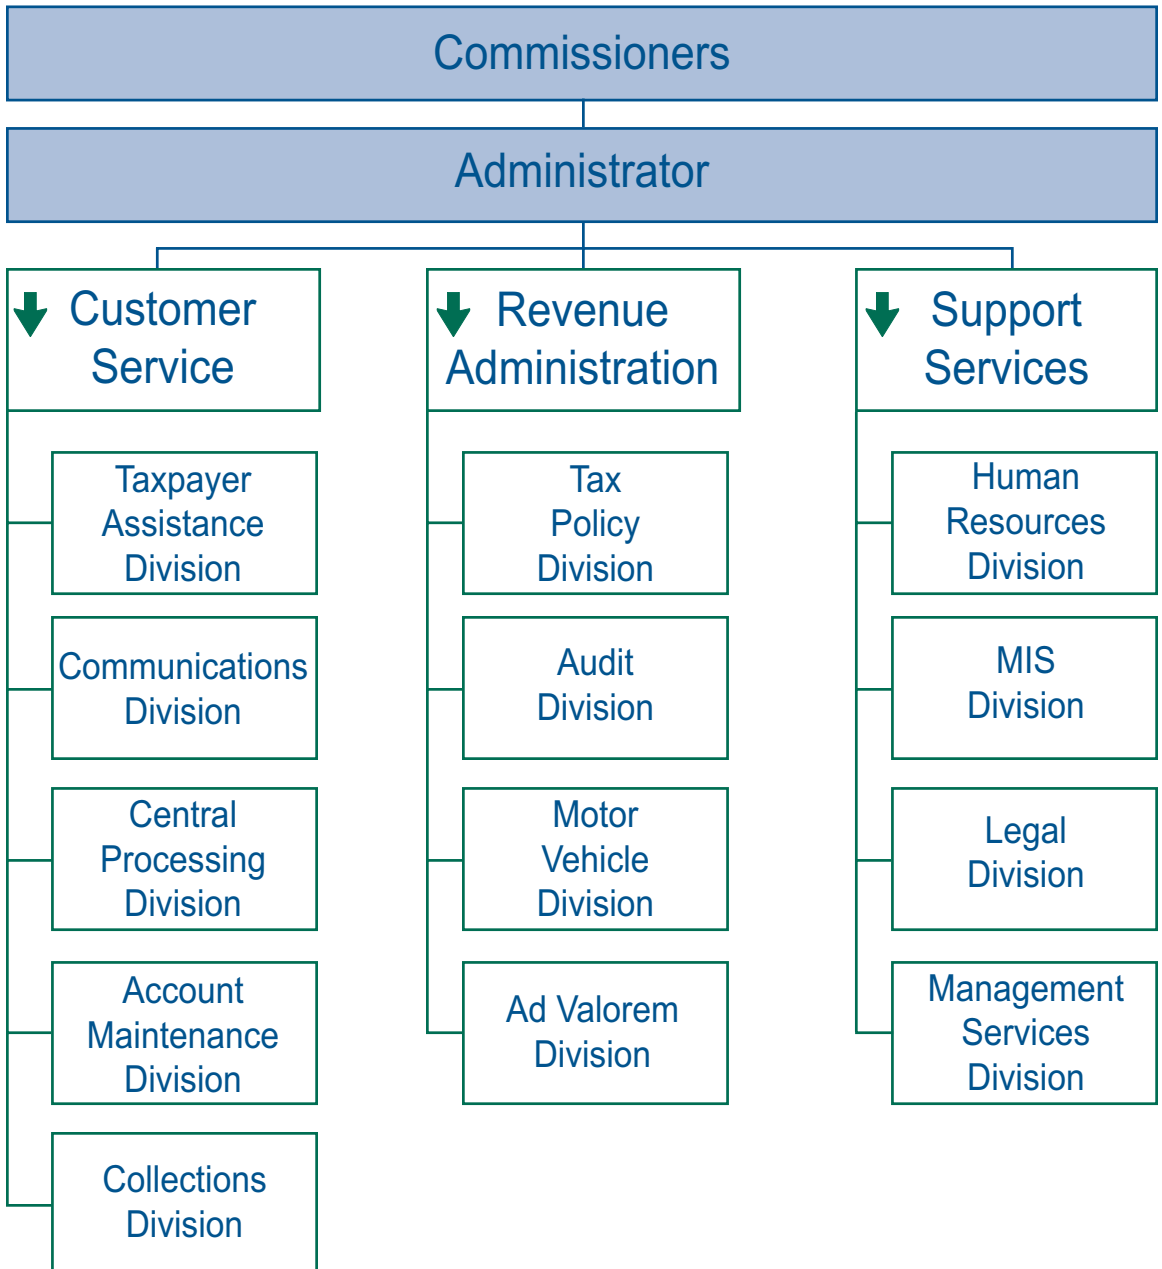 Commissioners
Administrator
Customer
Service
Taxpayer
Assistance
Division
Communications
Division
Central
Processing
Division
Account
Maintenance
Division
Collections
Division
Revenue
Administration
Tax
Policy
Division
Audit
Division
Motor
Vehicle
Division
Ad Valorem
Division
Support
Services
Human
Resources
Division
MIS
Division
Legal
Division
Management
Services
Division